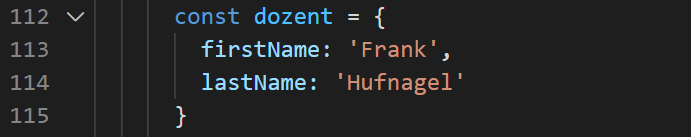 112 const dozent = {
113 firstName: 'Frank',
114 lastName: 'Hufnagel'
115 }